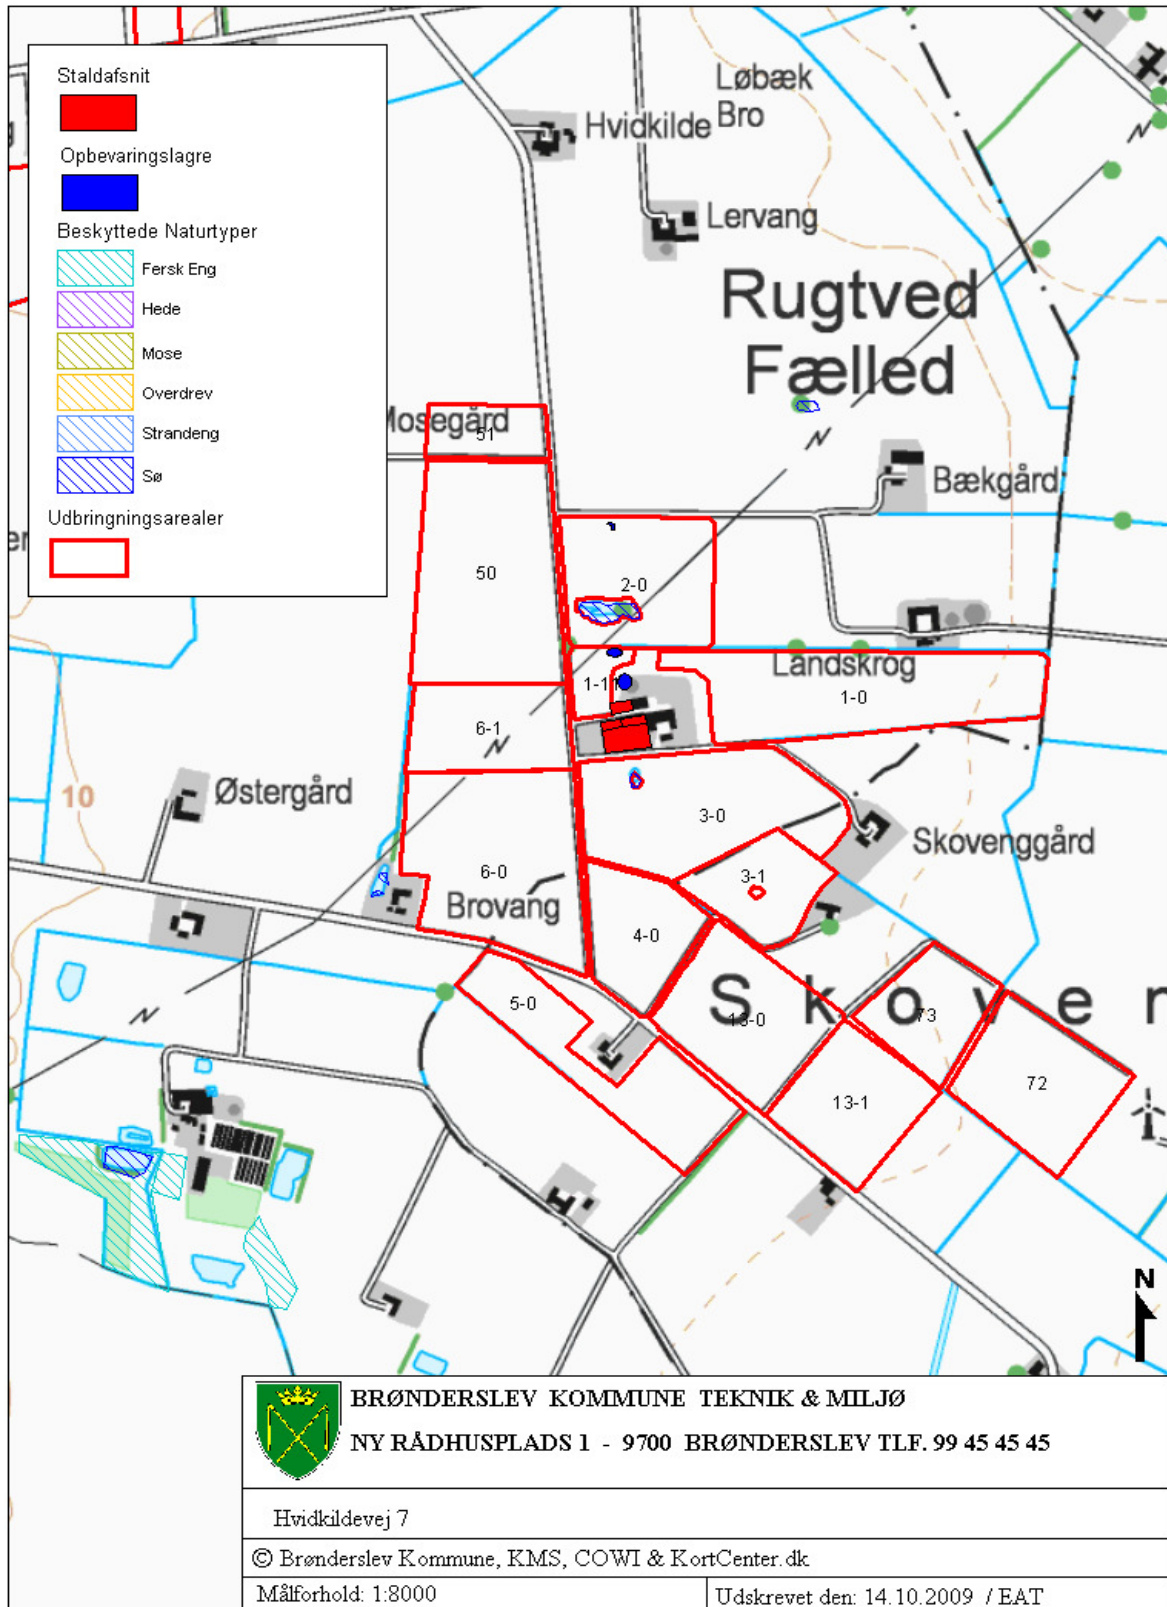 Staldafsnit
Opbevaringslagre
Beskyttede Naturtyper
Fersk Eng
Hede
Mose
Overdrev
Strandeng
Sø
Udbringningsarealer
Løbæk
Bro
Hvidkilde
Lervang
Rugtved
Fælled
Mosegård
51
Bækgård
50
2-0
Landskrog
1-11
1-0
6-1
10
Østergård
3-0
Skovenggård
3-1
6-0
Brovang
4-0
Skoven
5-0
13-0
73
72
13-1
N
BRØNDERSLEV KOMMUNE TEKNIK & MILJØ
NY RÅDHUSPLADS 1 - 9700 BRØNDERSLEV TLF. 99 45 45 45
Hvidkildevej 7
© Brønderslev Kommune, KMS, COWI & KortCenter.dk
Målforhold: 1:8000
Udskrevet den: 14.10.2009 / EAT